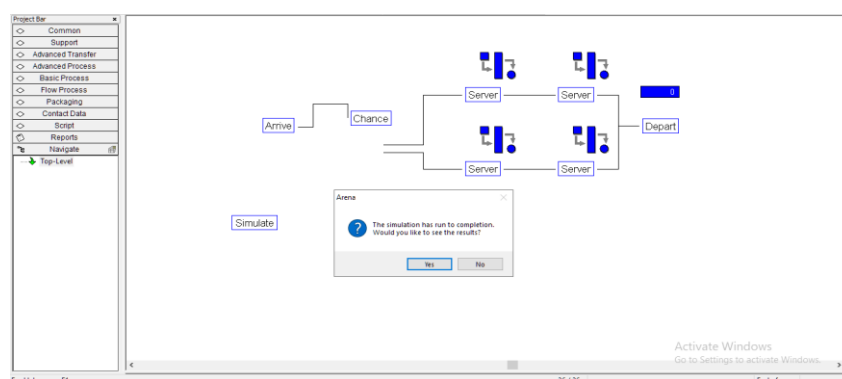 Project Bar
Common
Support
Advanced Transfer
Advanced Process
Basic Process
Flow Process
Packaging
Contact Data
Script
Reports
Navigate
Top-Level
Server Server
0
Arrive
Chance
Depart
Server Server
Simulate
Arena
The simulation has run to completion.
Would you like to see the results?
Yes No
Activate Windows
Go to Settings to activate Windows.